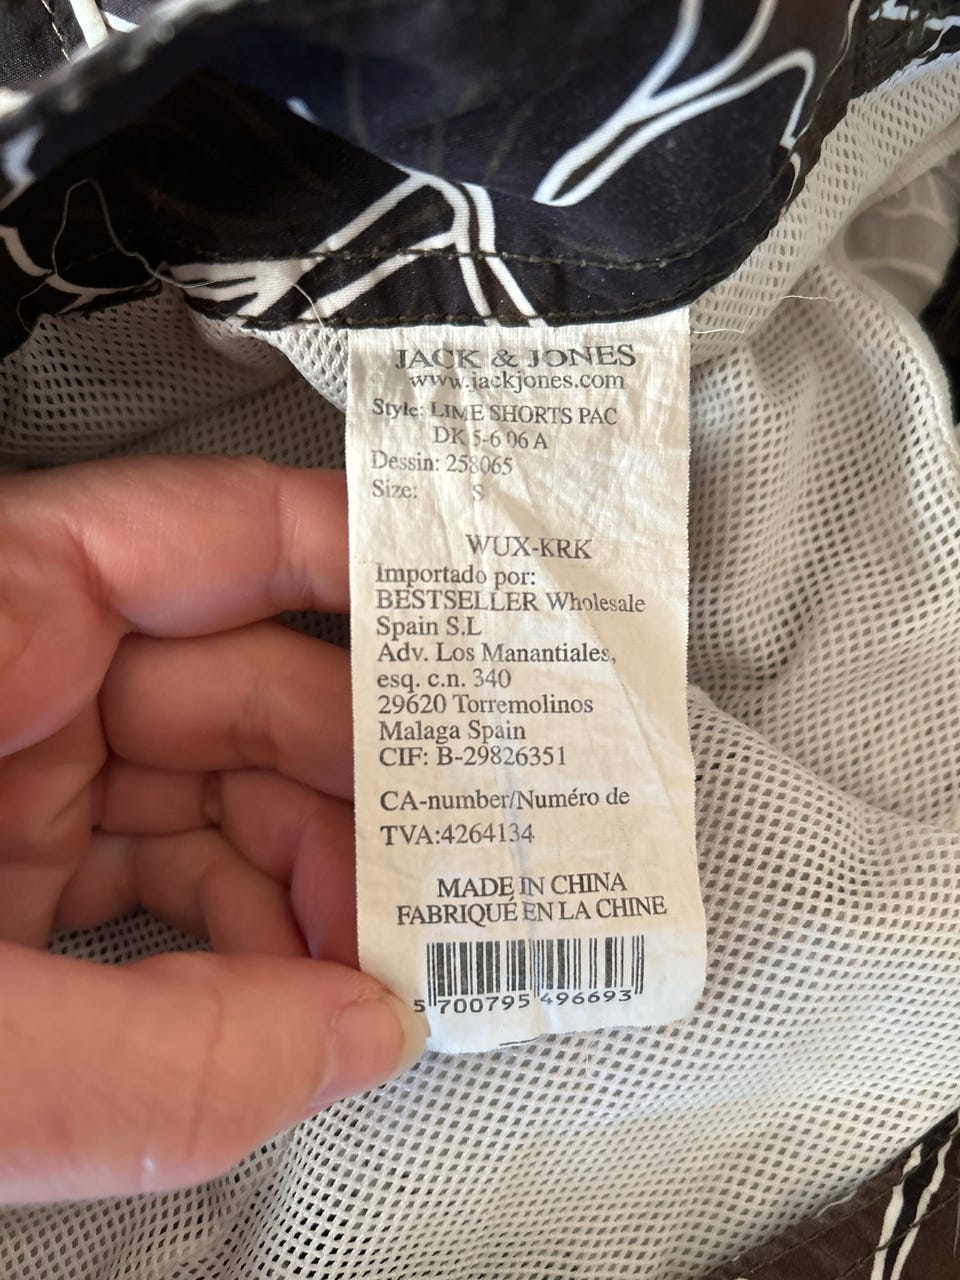 JACK & JONES
www.jackjones.com
Style: LIME SHORTS PAC
DK 5-6 06 A
Dessin: 258065
Size: S
WUX-KRK
Importado por:
BESTSELLER Wholesale
Spain S.L
Adv. Los Manantiales,
esq. c.n. 340
29620 Torremolinos
Malaga Spain
CIF: B-29826351
CA-number/Numéro de
TVA:4264134
MADE IN CHINA
FABRIQUÉ EN LA CHINE
5 700795 496693